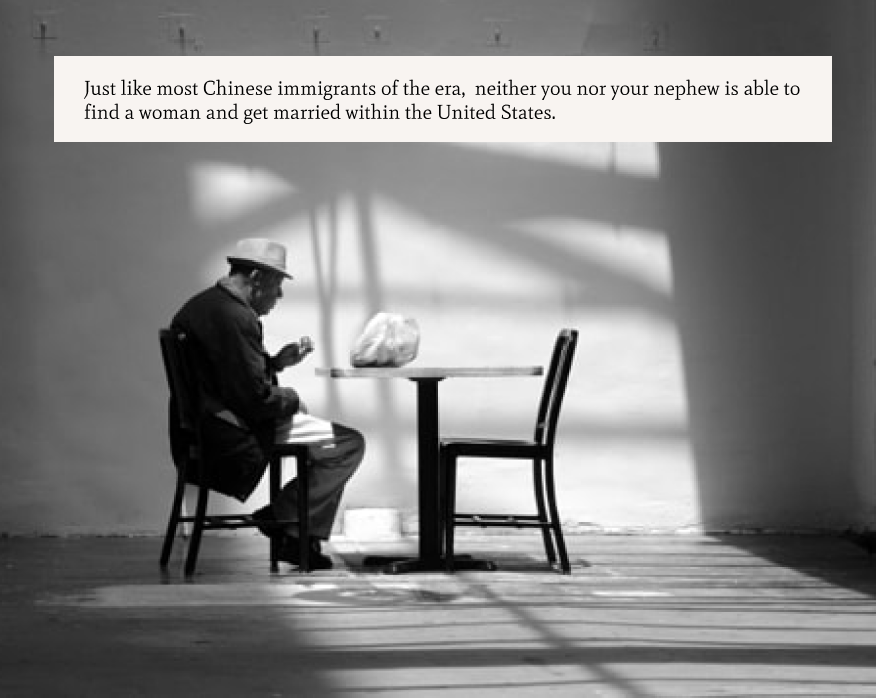 Just like most Chinese immigrants of the era,  neither you nor your nephew is able to
find a woman and get married within the United States.